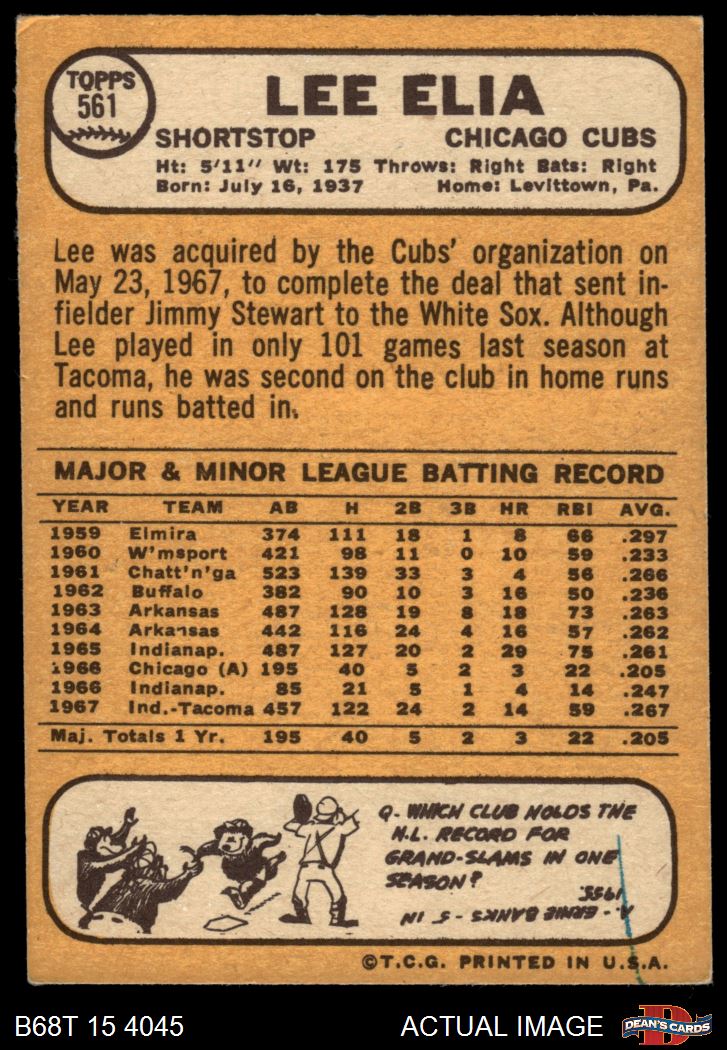 TOPPS
561
LEE ELIA
SHORTSTOP CHICAGO CUBS
Ht: 5'11" Wt: 175 Throws: Right Bats: Right
Born: July 16, 1937 Home: Levittown, Pa.
Lee was acquired by the Cubs' organization on
May 23, 1967, to complete the deal that sent in-
fielder Jimmy Stewart to the White Sox. Although
Lee played in only 101 games last season at
Tacoma, he was second on the club in home runs
and runs batted in.
MAJOR & MINOR LEAGUE BATTING RECORD
YEAR TEAM AB H 2B 3B HR RBI AVG.
1959 Elmira 374 111 18 1 8 66 .297
1960 W'msport 421 98 11 0 10 59 .233
1961 Chatt'n'ga 523 139 33 3 4 56 .266
1962 Buffalo 382 90 10 3 16 50 .236
1963 Arkansas 487 128 19 8 18 73 .263
1964 Arkansas 442 116 24 4 16 57 .262
1965 Indianap. 487 127 20 2 29 75 .261
1966 Chicago (A) 195 40 5 2 3 22 .205
1966 Indianap. 85 21 5 1 4 14 .247
1967 Ind.-Tacoma 457 122 24 2 14 59 .267
Maj. Totals 1 Yr. 195 40 5 2 3 22 .205
Q. WHICH CLUB HOLDS THE
N.L. RECORD FOR
GRAND-SLAMS IN ONE
SEASON?
A. - ERNIE BANKS - 5 IN
1955.
©T.C.G. PRINTED IN U.S.A.
B68T 15 4045 ACTUAL IMAGE
D
DEAN'S CARDS